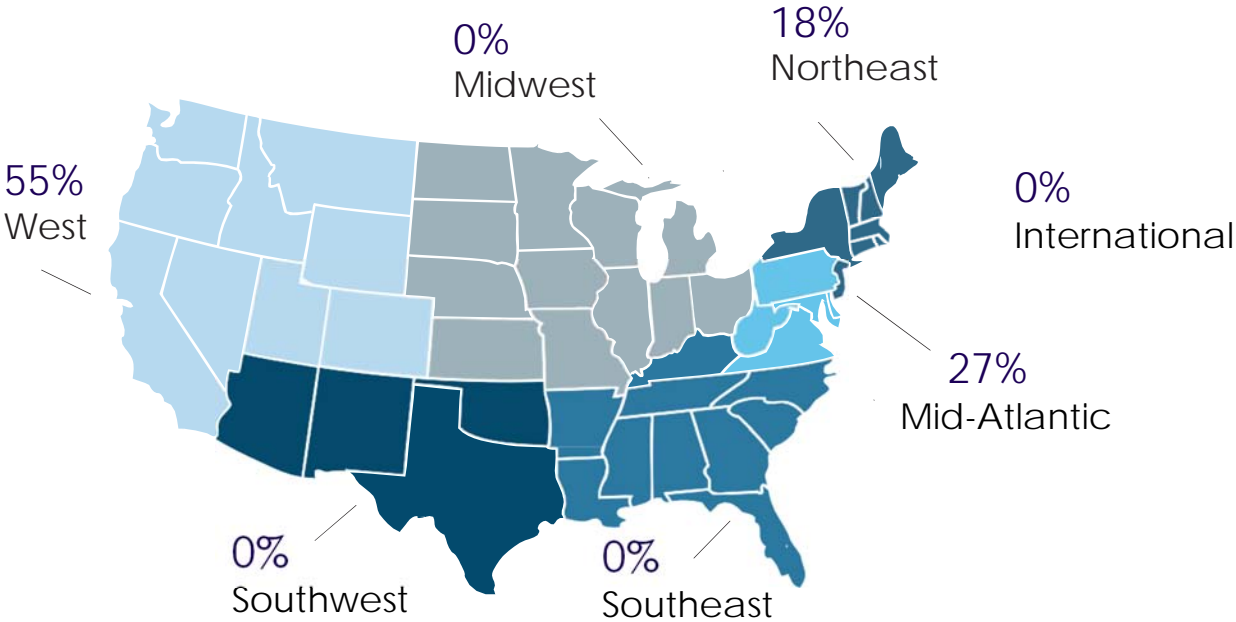 0%
Midwest
18%
Northeast
55%
West
0%
International
27%
Mid-Atlantic
0%
Southwest
0%
Southeast